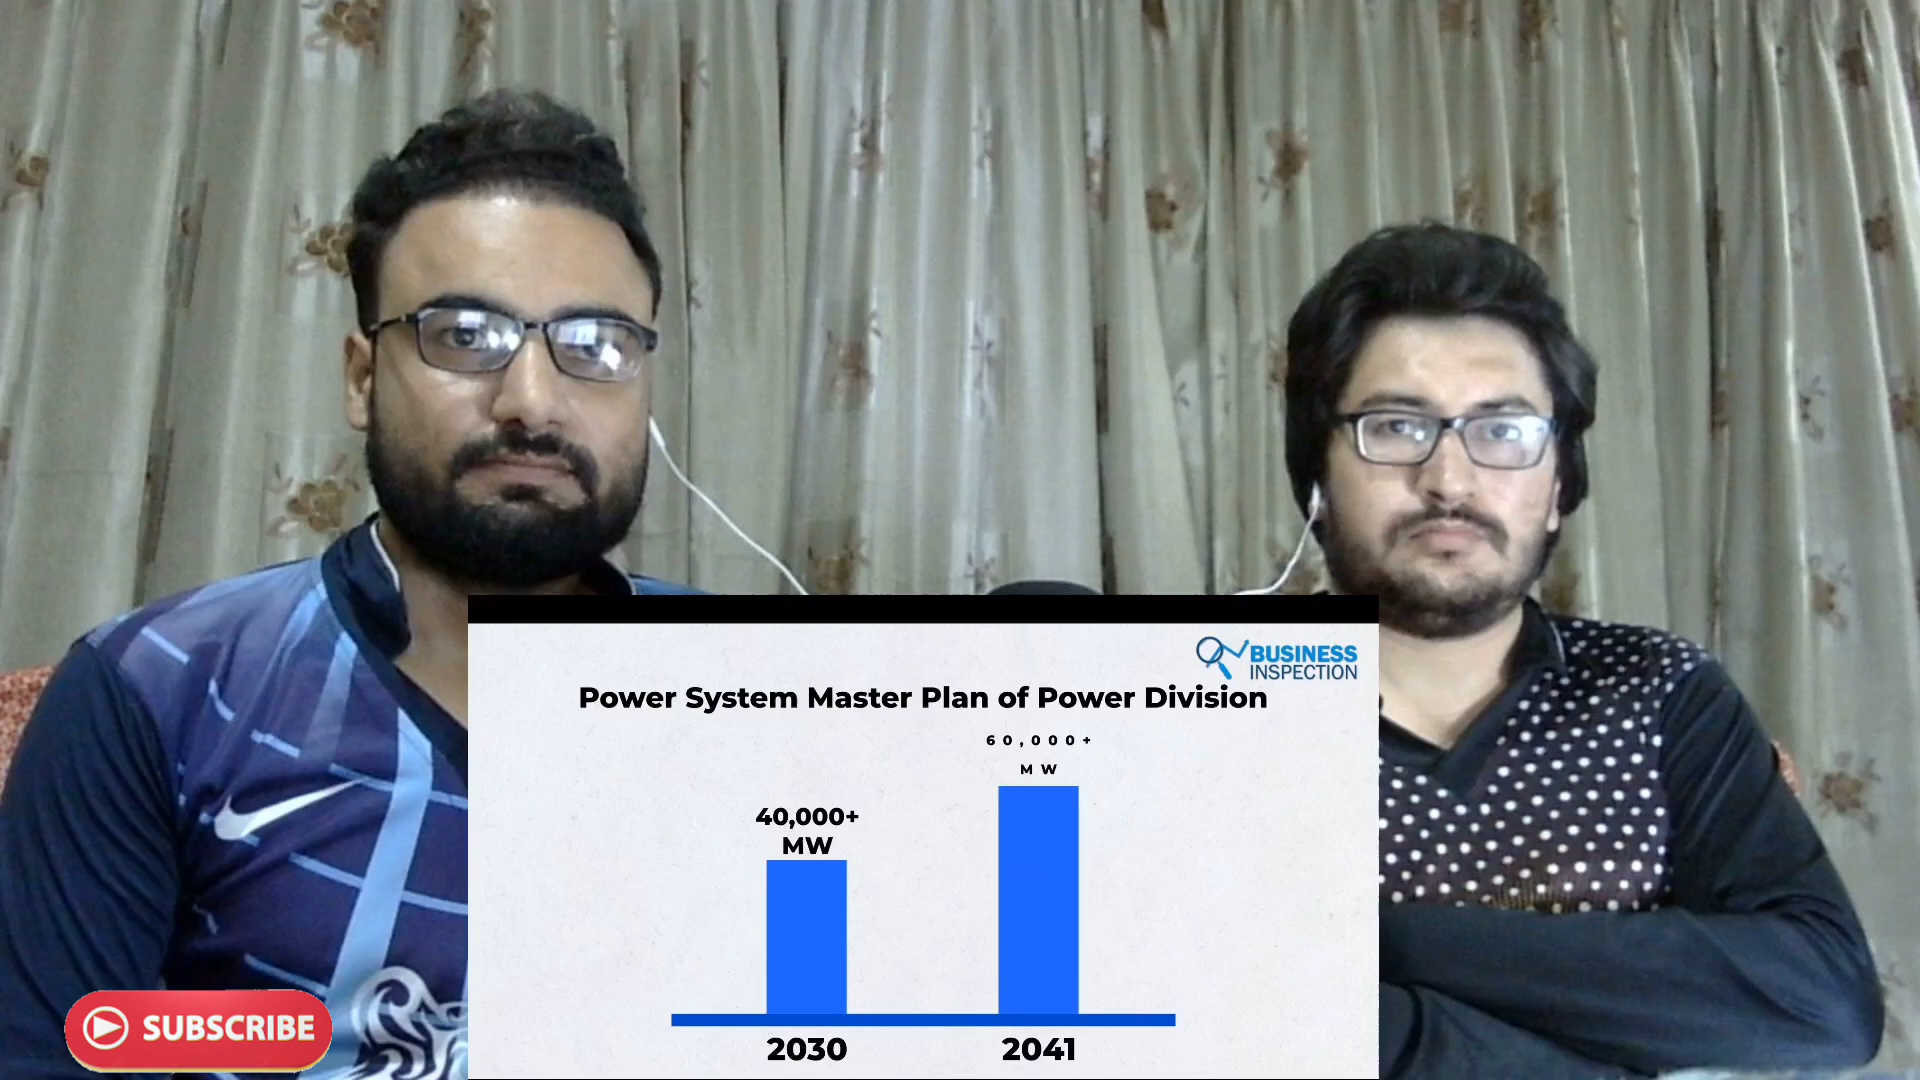 BUSINESS
INSPECTION
Power System Master Plan of Power Division
60,000+
MW
40,000+
MW
2030
2041
SUBSCRIBE